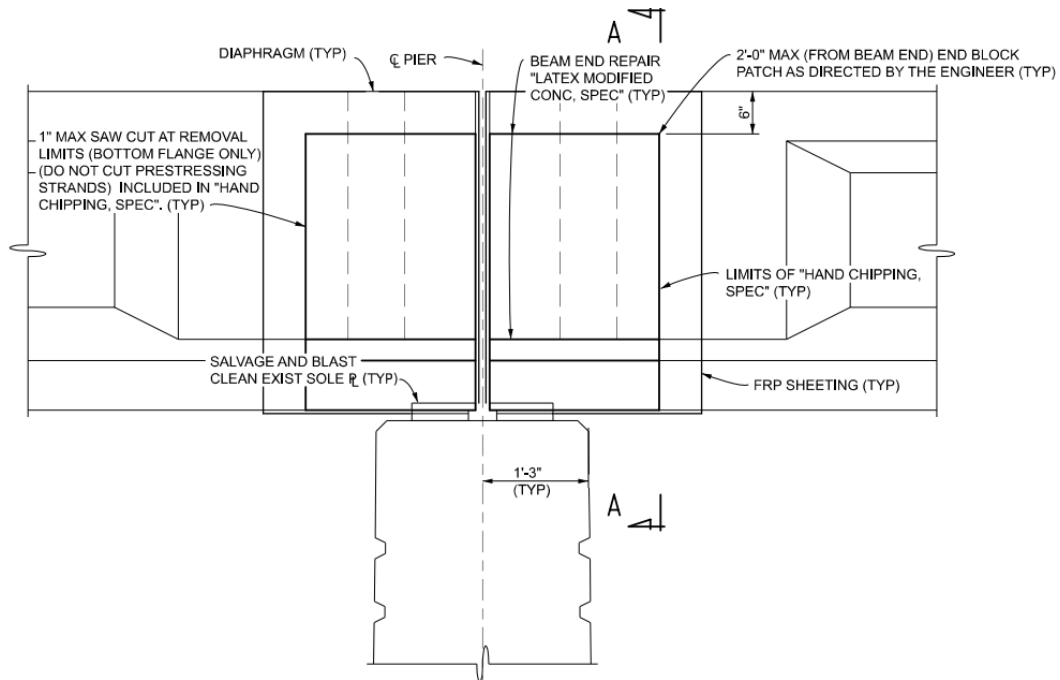 A
DIAPHRAGM (TYP)
℄ PIER
BEAM END REPAIR
"LATEX MODIFIED
CONC, SPEC" (TYP)
2'-0" MAX (FROM BEAM END) END BLOCK
PATCH AS DIRECTED BY THE ENGINEER (TYP)
6"
1" MAX SAW CUT AT REMOVAL
LIMITS (BOTTOM FLANGE ONLY)
(DO NOT CUT PRESTRESSING
STRANDS) INCLUDED IN "HAND
CHIPPING, SPEC". (TYP)
LIMITS OF "HAND CHIPPING,
SPEC" (TYP)
SALVAGE AND BLAST
CLEAN EXIST SOLE PL (TYP)
FRP SHEETING (TYP)
1'-3"
(TYP)
A